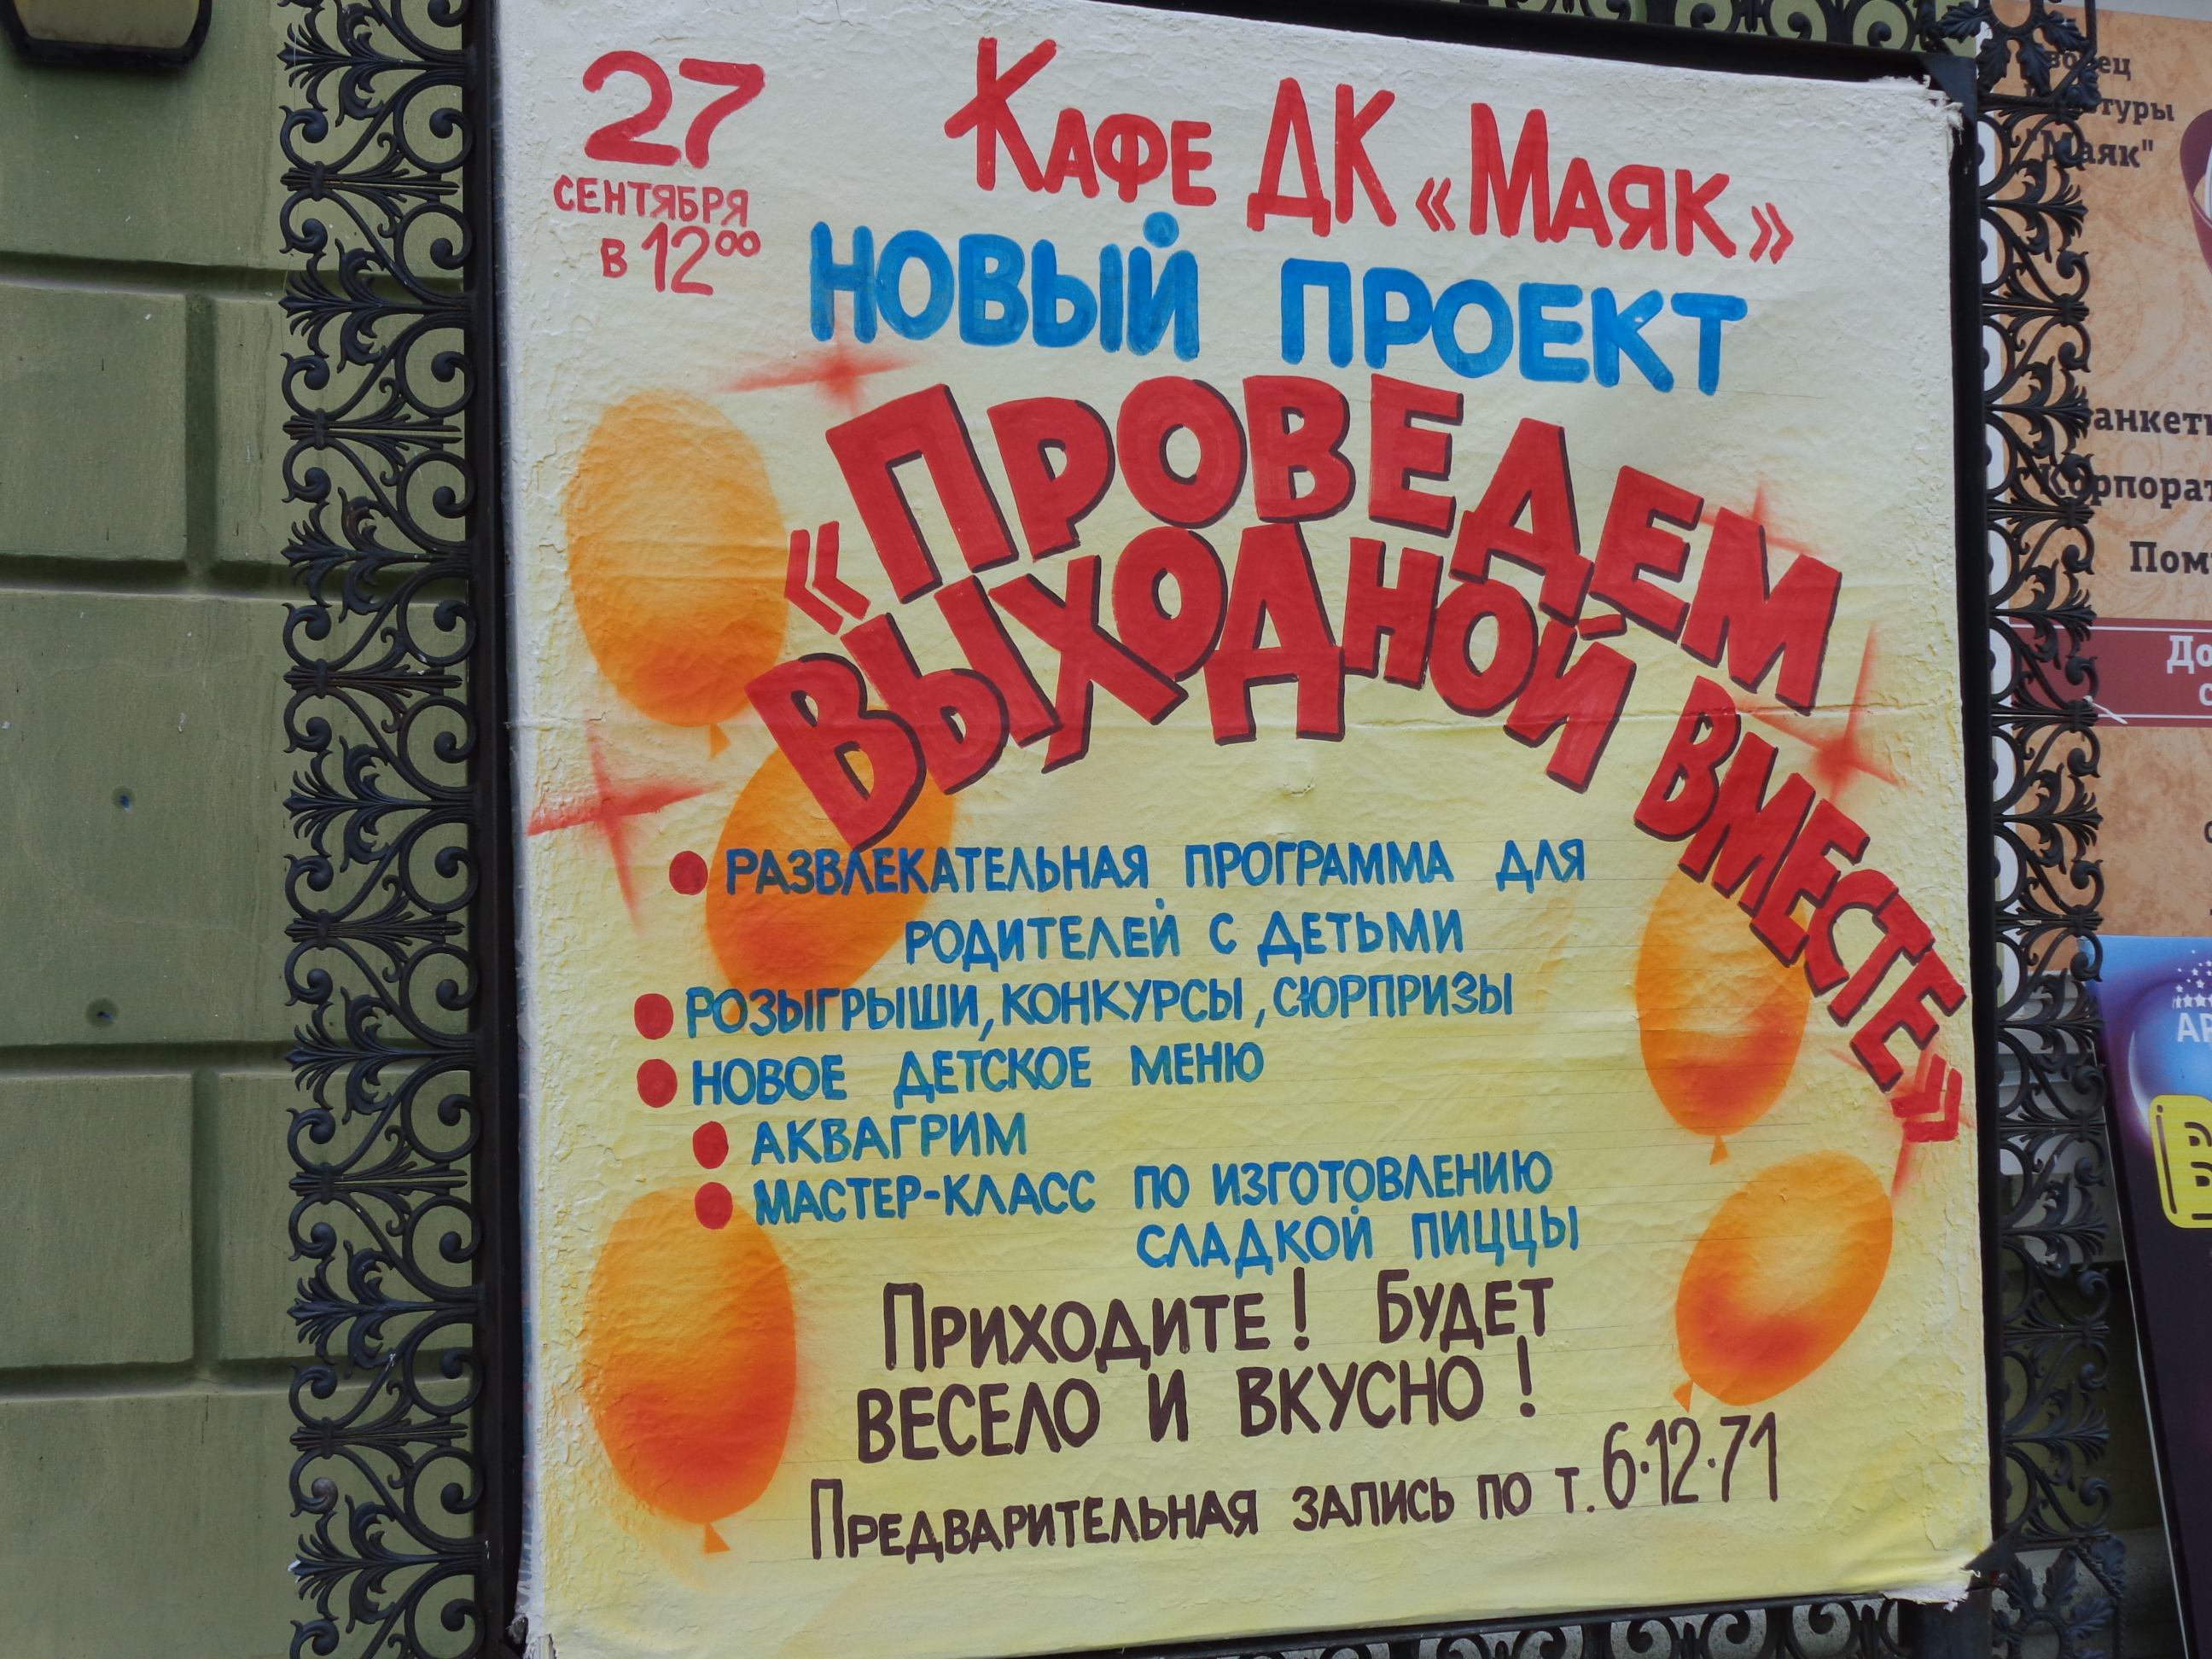 27
СЕНТЯБРЯ
В 12⁰⁰
КАФЕ ДК «МАЯК»
НОВЫЙ ПРОЕКТ
«ПРОВЕДЕМ
ВЫХОДНОЙ ВМЕСТЕ»
• РАЗВЛЕКАТЕЛЬНАЯ ПРОГРАММА ДЛЯ
РОДИТЕЛЕЙ С ДЕТЬМИ
• РОЗЫГРЫШИ, КОНКУРСЫ, СЮРПРИЗЫ
• НОВОЕ ДЕТСКОЕ МЕНЮ
• АКВАГРИМ
• МАСТЕР-КЛАСС ПО ИЗГОТОВЛЕНИЮ
СЛАДКОЙ ПИЦЦЫ
ПРИХОДИТЕ! БУДЕТ
ВЕСЕЛО И ВКУСНО!
ПРЕДВАРИТЕЛЬНАЯ ЗАПИСЬ ПО Т. 6·12·71
"Маяк"